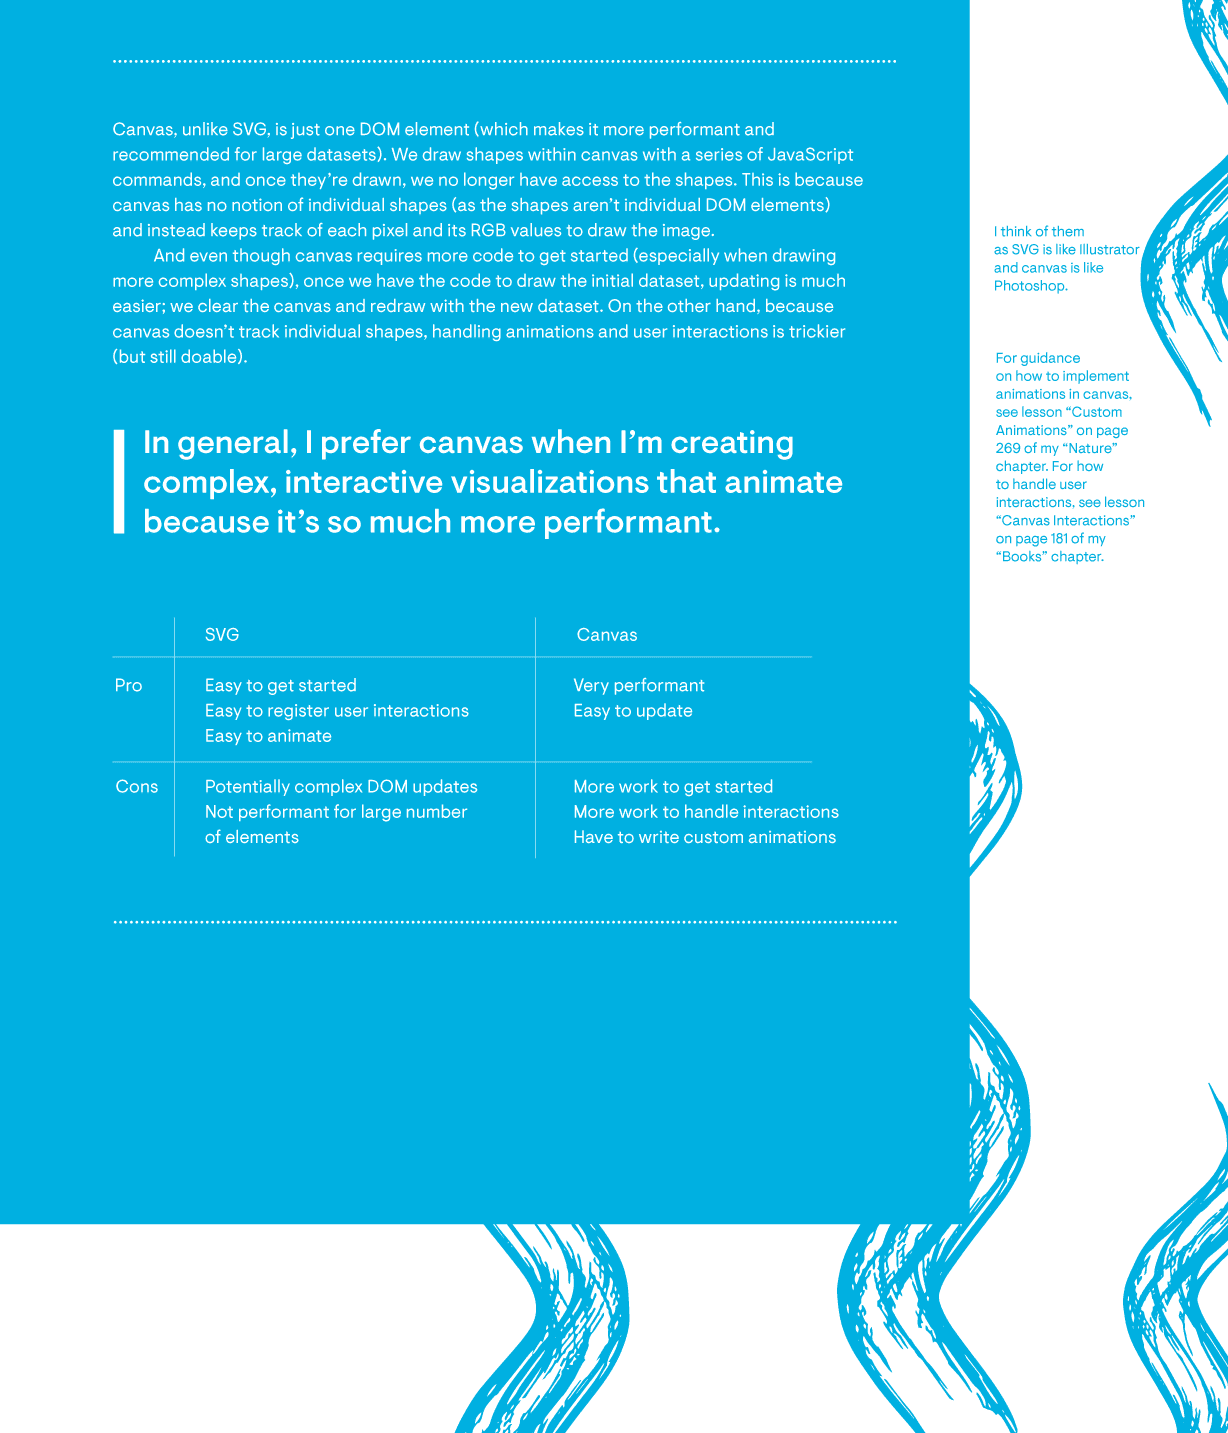 Canvas, unlike SVG, is just one DOM element (which makes it more performant and
recommended for large datasets). We draw shapes within canvas with a series of JavaScript
commands, and once they’re drawn, we no longer have access to the shapes. This is because
canvas has no notion of individual shapes (as the shapes aren’t individual DOM elements)
and instead keeps track of each pixel and its RGB values to draw the image.
And even though canvas requires more code to get started (especially when drawing
more complex shapes), once we have the code to draw the initial dataset, updating is much
easier; we clear the canvas and redraw with the new dataset. On the other hand, because
canvas doesn’t track individual shapes, handling animations and user interactions is trickier
(but still doable).
I think of them
as SVG is like Illustrator
and canvas is like
Photoshop.
For guidance
on how to implement
animations in canvas,
see lesson “Custom
Animations” on page
269 of my “Nature”
chapter. For how
to handle user
interactions, see lesson
“Canvas Interactions”
on page 181 of my
“Books” chapter.
In general, I prefer canvas when I’m creating
complex, interactive visualizations that animate
because it’s so much more performant.
SVG
Canvas
Pro
Easy to get started
Easy to register user interactions
Easy to animate
Very performant
Easy to update
Cons
Potentially complex DOM updates
Not performant for large number
of elements
More work to get started
More work to handle interactions
Have to write custom animations